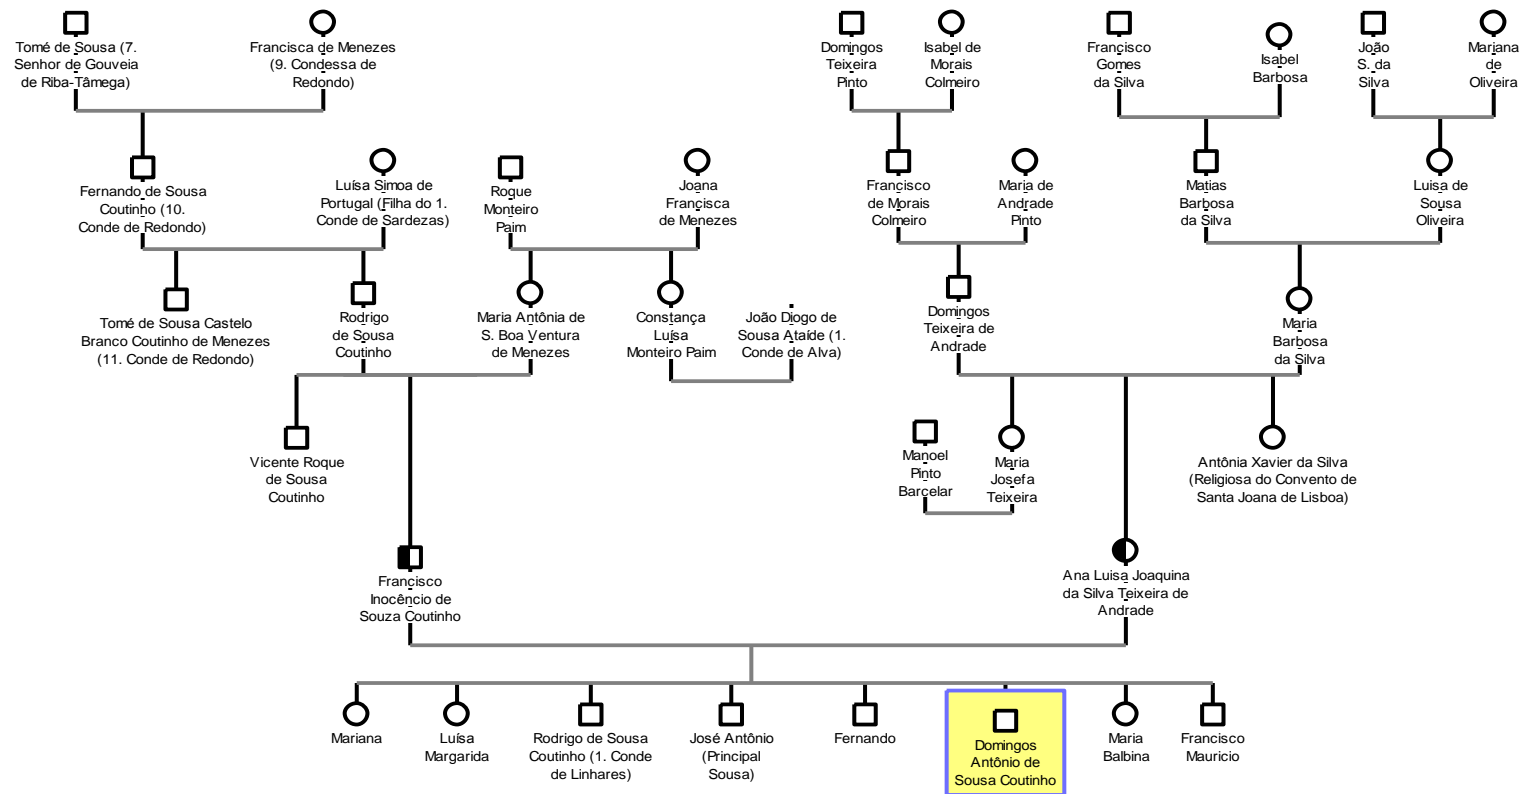 Tomé de Sousa (7.
Senhor de Gouveia
de Riba-Tâmega)
Francisca de Menezes
(9. Condessa de
Redondo)
Domingos
Teixeira
Pinto
Isabel de
Morais
Colmeiro
Francisco
Gomes
da Silva
Isabel
Barbosa
João
S. da
Silva
Mariana
de
Oliveira
Fernando de Sousa
Coutinho (10.
Conde de Redondo)
Luísa Simoa de
Portugal (Filha do 1.
Conde de Sardezas)
Roque
Monteiro
Paim
Joana
Francisca
de Menezes
Francisco
de Morais
Colmeiro
Maria de
Andrade
Pinto
Matias
Barbosa
da Silva
Luisa de
Sousa
Oliveira
Tomé de Sousa Castelo
Branco Coutinho de Menezes
(11. Conde de Redondo)
Rodrigo
de Sousa
Coutinho
Maria Antônia de
S. Boa Ventura
de Menezes
Constança
Luísa
Monteiro Paim
João Diogo de
Sousa Ataíde (1.
Conde de Alva)
Domingos
Teixeira de
Andrade
Maria
Barbosa
da Silva
Vicente Roque
de Sousa
Coutinho
Manoel
Pinto
Barcelar
Maria
Josefa
Teixeira
Antônia Xavier da Silva
(Religiosa do Convento de
Santa Joana de Lisboa)
Francisco
Inocêncio de
Souza Coutinho
Ana Luisa Joaquina
da Silva Teixeira de
Andrade
Mariana
Luísa
Margarida
Rodrigo de Sousa
Coutinho (1. Conde
de Linhares)
José Antônio
(Principal
Sousa)
Fernando
Domingos
Antônio de
Sousa Coutinho
Maria
Balbina
Francisco
Mauricio